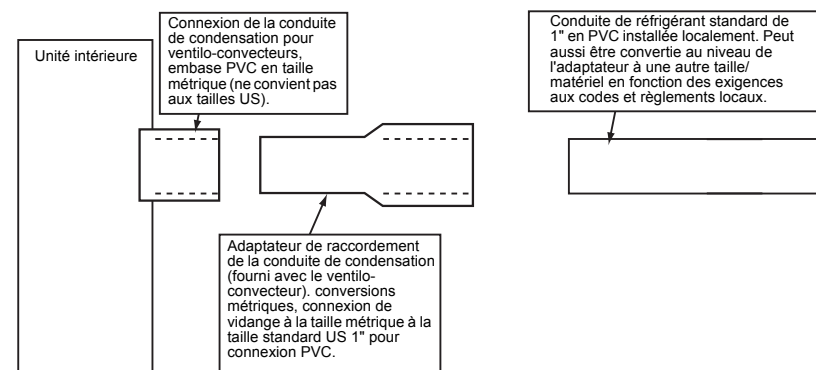 Unité intérieure
Connexion de la conduite
de condensation pour
ventilo-convecteurs,
embase PVC en taille
métrique (ne convient pas
aux tailles US).
Conduite de réfrigérant standard de
1" en PVC installée localement. Peut
aussi être convertie au niveau de
l'adaptateur à une autre taille/
matériel en fonction des exigences
aux codes et règlements locaux.
Adaptateur de raccordement
de la conduite de condensation
(fourni avec le ventilo-
convecteur). conversions
métriques, connexion de
vidange à la taille métrique à la
taille standard US 1" pour
connexion PVC.